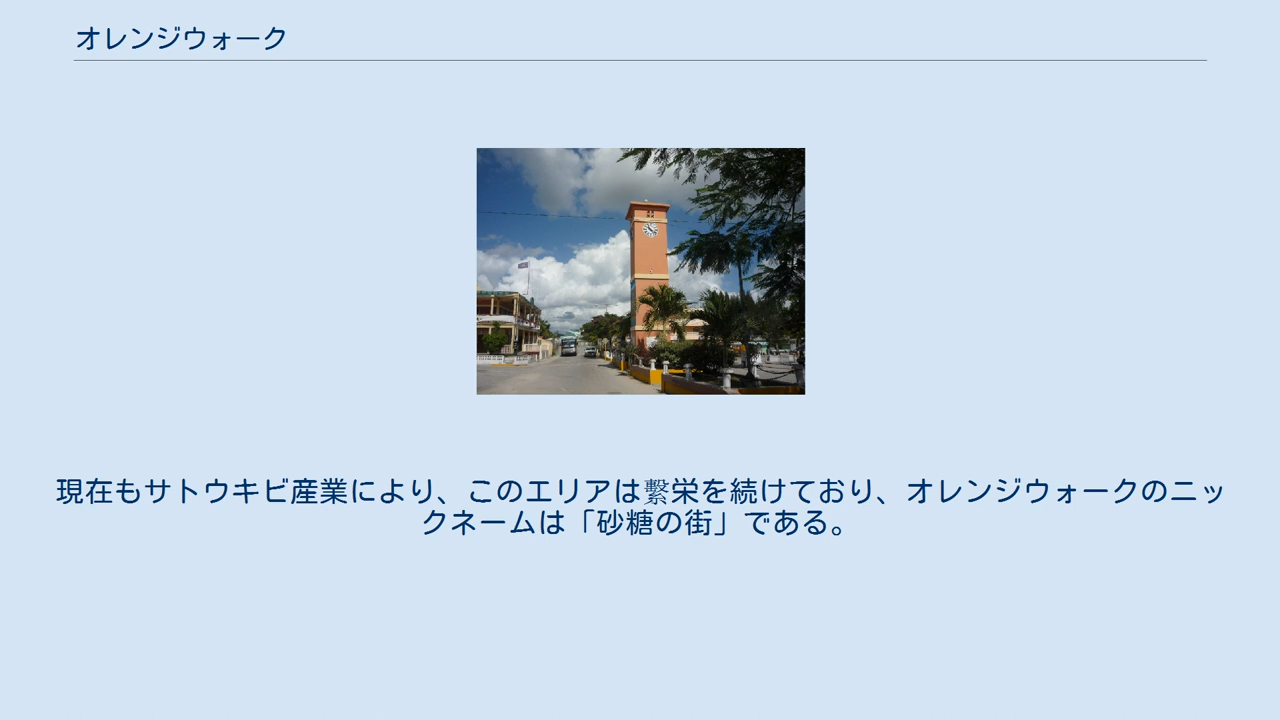 オレンジウォーク
現在もサトウキビ産業により、このエリアは繫栄を続けており、オレンジウォークのニッ
クネームは「砂糖の街」である。